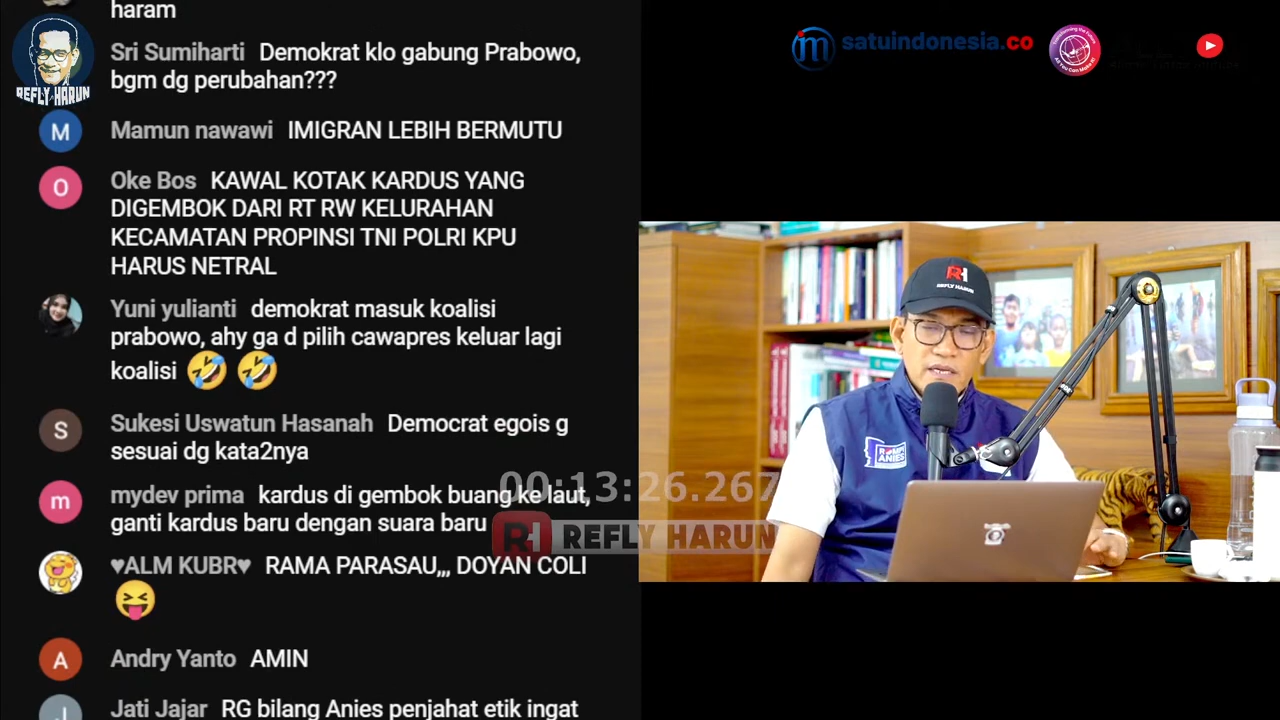 haram
Sri Sumiharti Demokrat klo gabung Prabowo,
bgm dg perubahan???
REFLY HARUN
M
Mamun nawawi IMIGRAN LEBIH BERMUTU
O
Oke Bos KAWAL KOTAK KARDUS YANG
DIGEMBOK DARI RT RW KELURAHAN
KECAMATAN PROPINSI TNI POLRI KPU
HARUS NETRAL
Yuni yulianti demokrat masuk koalisi
prabowo, ahy ga d pilih cawapres keluar lagi
koalisi 🤣 🤣
S
Sukesi Uswatun Hasanah Democrat egois g
sesuai dg kata2nya
m
mydev prima kardus di gembok buang ke laut,
ganti kardus baru dengan suara baru
♥ALM KUBR♥ RAMA PARASAU,,, DOYAN COLI
😝
A
Andry Yanto AMIN
J
Jati Jajar RG bilang Anies penjahat etik ingat
satuindonesia.co
RH
REFLY HARUN
ANIES
00:13:26.267
RH REFLY HARUN